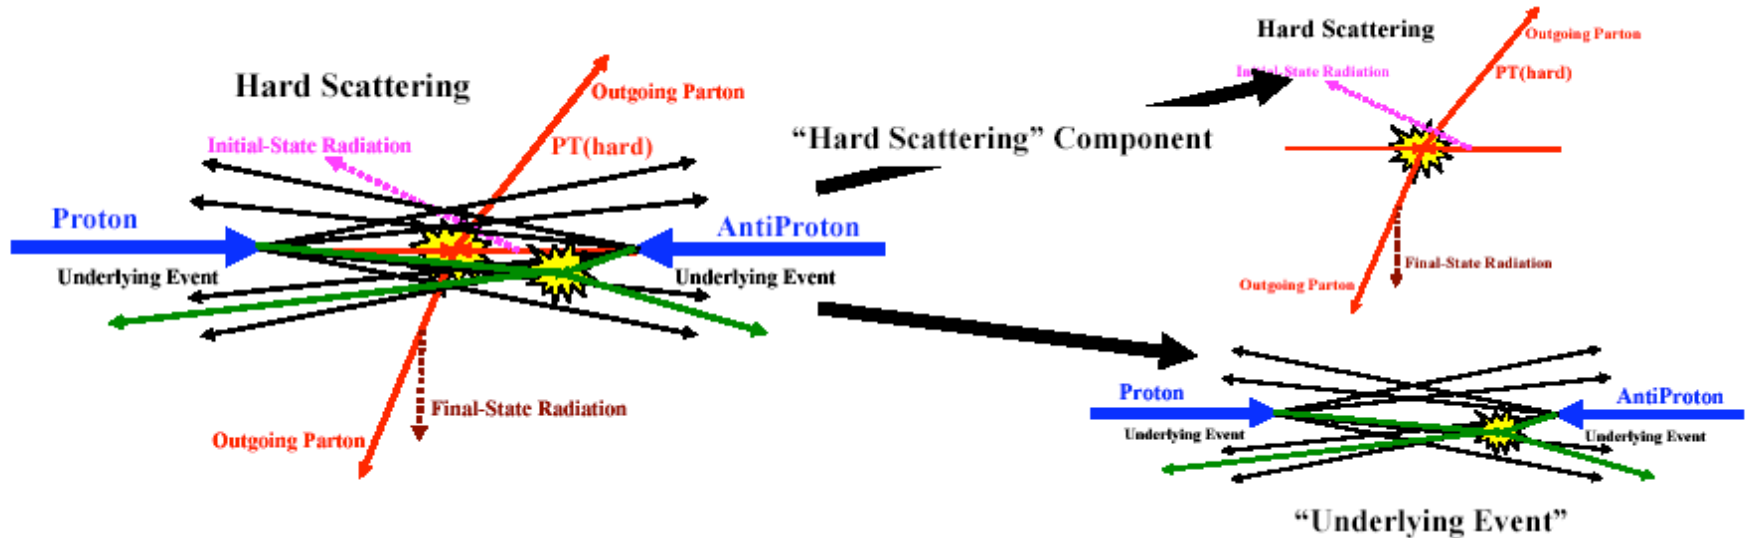 Hard Scattering
Outgoing Parton
Initial-State Radiation
PT(hard)
Proton
AntiProton
Underlying Event
Underlying Event
Final-State Radiation
Outgoing Parton
“Hard Scattering” Component
Hard Scattering
Outgoing Parton
Initial-State Radiation
PT(hard)
Final-State Radiation
Outgoing Parton
Proton
AntiProton
Underlying Event
Underlying Event
“Underlying Event”